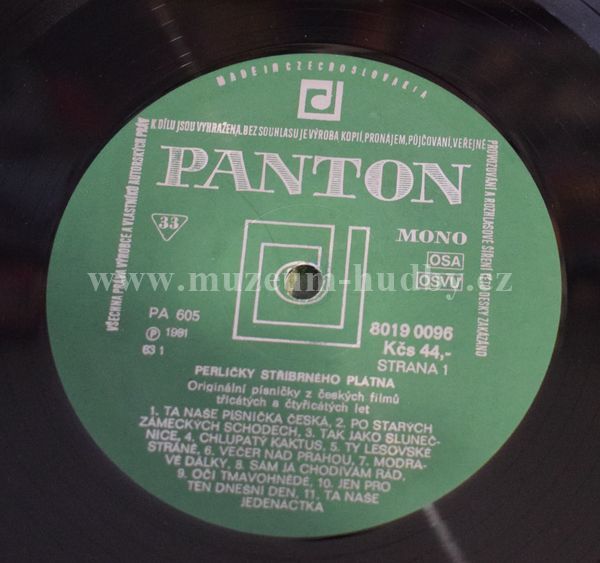 MADE IN CZECHOSLOVAKIA
VŠECHNA PRÁVA VÝROBCE A VLASTNÍKŮ AUTORSKÝCH PRÁV
K DÍLU JSOU VYHRAŽENA. BEZ SOUHLASU JE VÝROBA KOPIÍ, PRONÁJEM, PŮJČOVÁNÍ, VEŘEJNÉ
PROVOZOVÁNÍ A ROZHLASOVÉ ŠÍŘENÍ TÉTO DESKY ZAKÁZÁNO
PANTON
33
MONO
OSA
OSVU
www.muzeum-hudby.cz
PA 605
℗ 1981
63 1
8019 0096
Kčs 44,-
STRANA 1
PERLIČKY STŘÍBRNÉHO PLÁTNA
Originální písničky z českých filmů
třicátých a čtyřicátých let
1. TA NAŠE PÍSNIČKA ČESKÁ, 2. PO STARÝCH
ZÁMECKÝCH SCHODECH, 3. TAK JAKO SLUNEČ-
NICE, 4. CHLUPATÝ KAKTUS, 5. TY LESOVSKÉ
STRÁNĚ, 6. VEČER NAD PRAHOU, 7. MODRA-
VÉ DÁLKY, 8. SÁM JÁ CHODÍVÁM RÁD,
9. OČI TMAVOHNĚDÉ, 10. JEN PRO
TEN DNEŠNÍ DEN, 11. TA NAŠE
JEDENÁCTKA